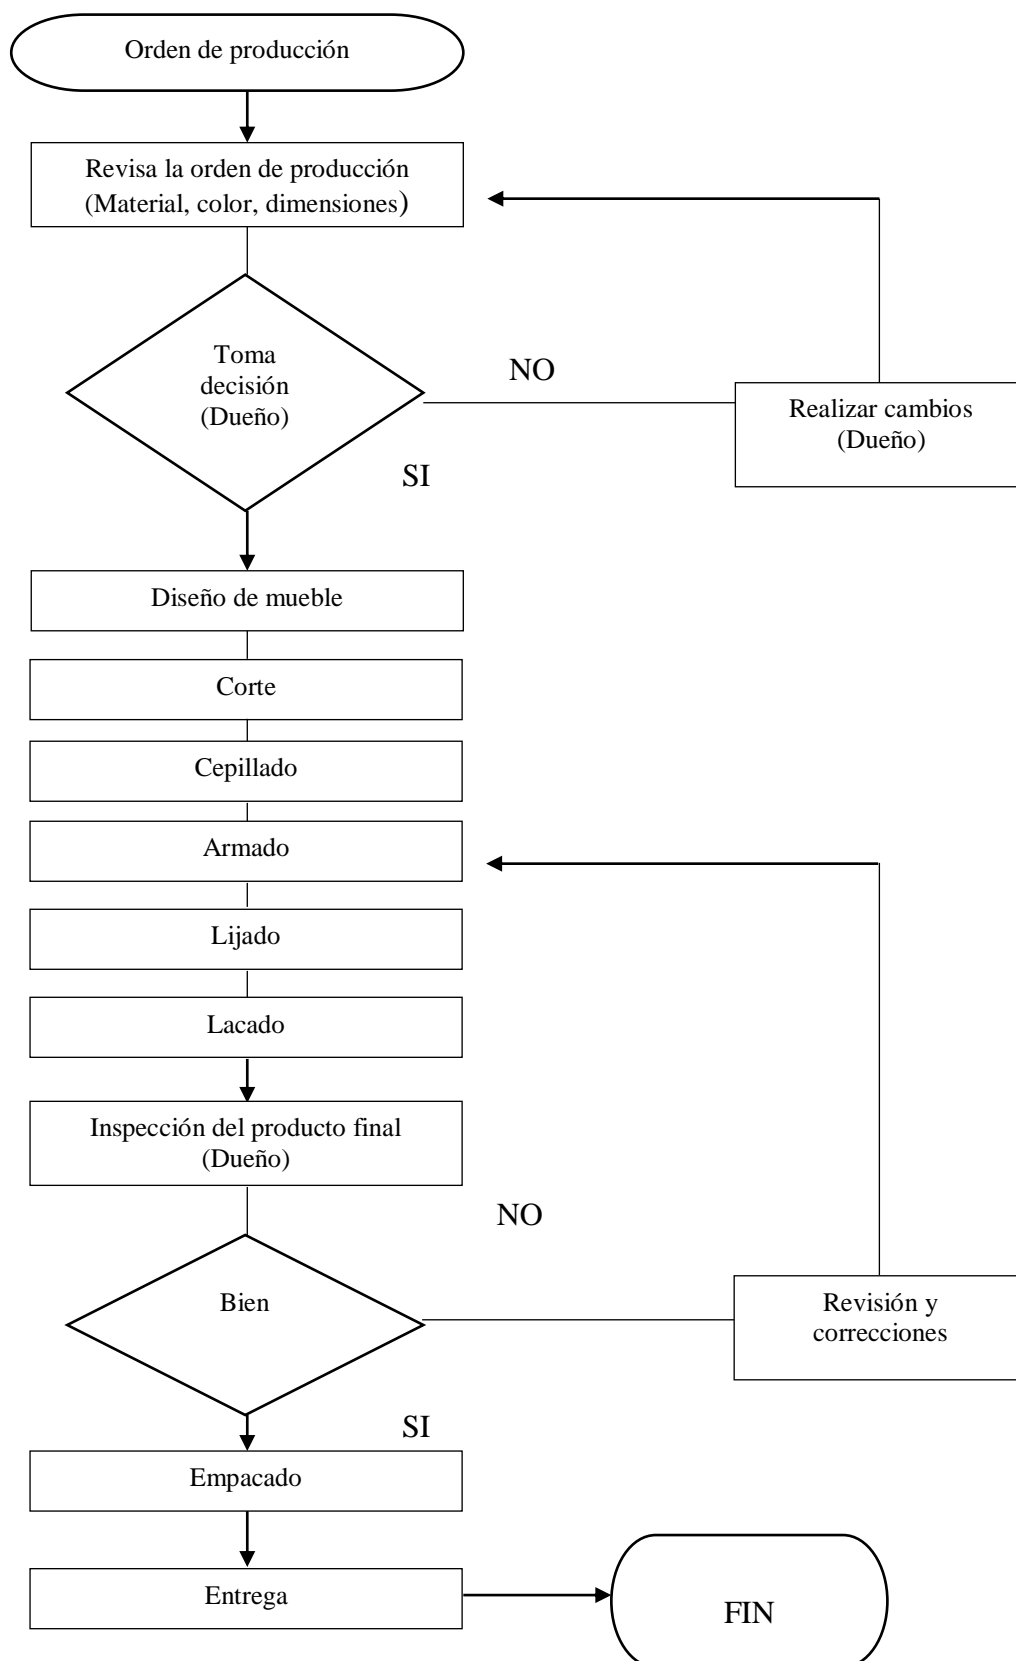 Orden de producción
Revisa la orden de producción
(Material, color, dimensiones)
Toma
decisión
(Dueño)
NO
Realizar cambios
(Dueño)
SI
Diseño de mueble
Corte
Cepillado
Armado
Lijado
Lacado
Inspección del producto final
(Dueño)
NO
Bien
Revisión y
correcciones
SI
Empacado
Entrega
FIN